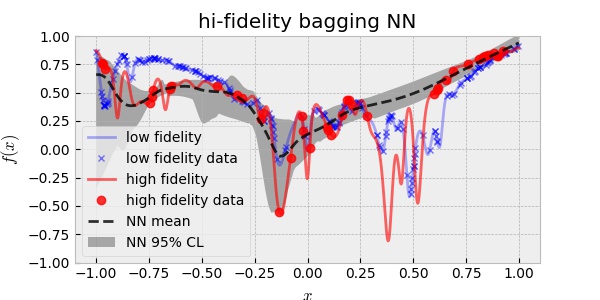 hi-fidelity bagging NN
1.00
0.75
0.50
0.25
0.00
−0.25
−0.50
−0.75
−1.00
f(x)
low fidelity
low fidelity data
high fidelity
high fidelity data
NN mean
NN 95% CL
−1.00 −0.75 −0.50 −0.25 0.00 0.25 0.50 0.75 1.00
x